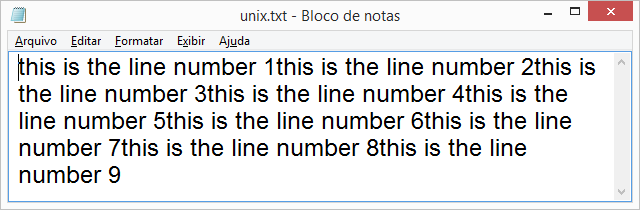 unix.txt - Bloco de notas
Arquivo Editar Formatar Exibir Ajuda
this is the line number 1this is the line number 2this is
the line number 3this is the line number 4this is the
line number 5this is the line number 6this is the line
number 7this is the line number 8this is the line
number 9